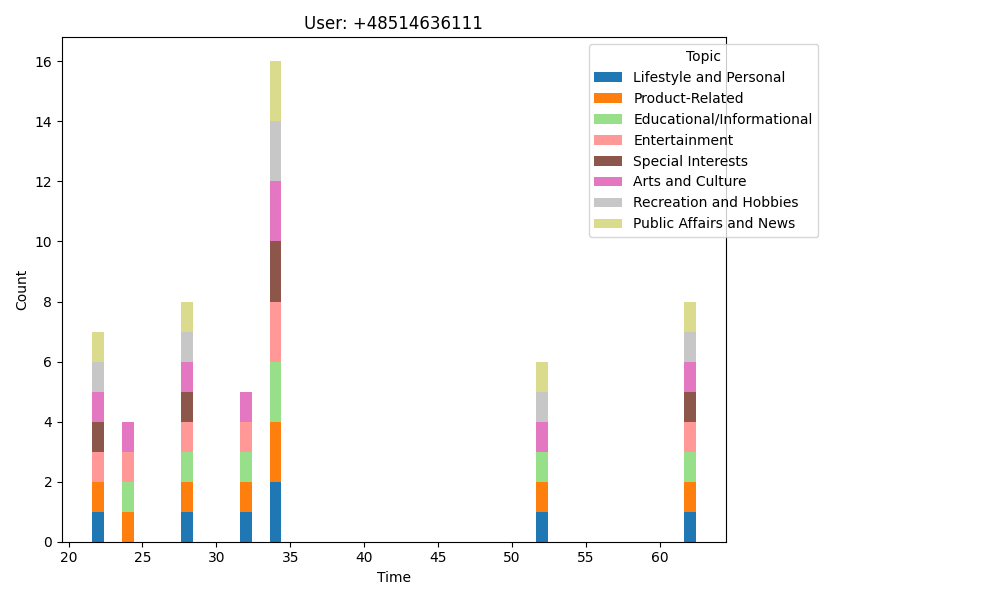 User: +48514636111
Topic
Lifestyle and Personal
Product-Related
Educational/Informational
Entertainment
Special Interests
Arts and Culture
Recreation and Hobbies
Public Affairs and News
Count
16
14
12
10
8
6
4
2
0
20 25 30 35 40 45 50 55 60
Time